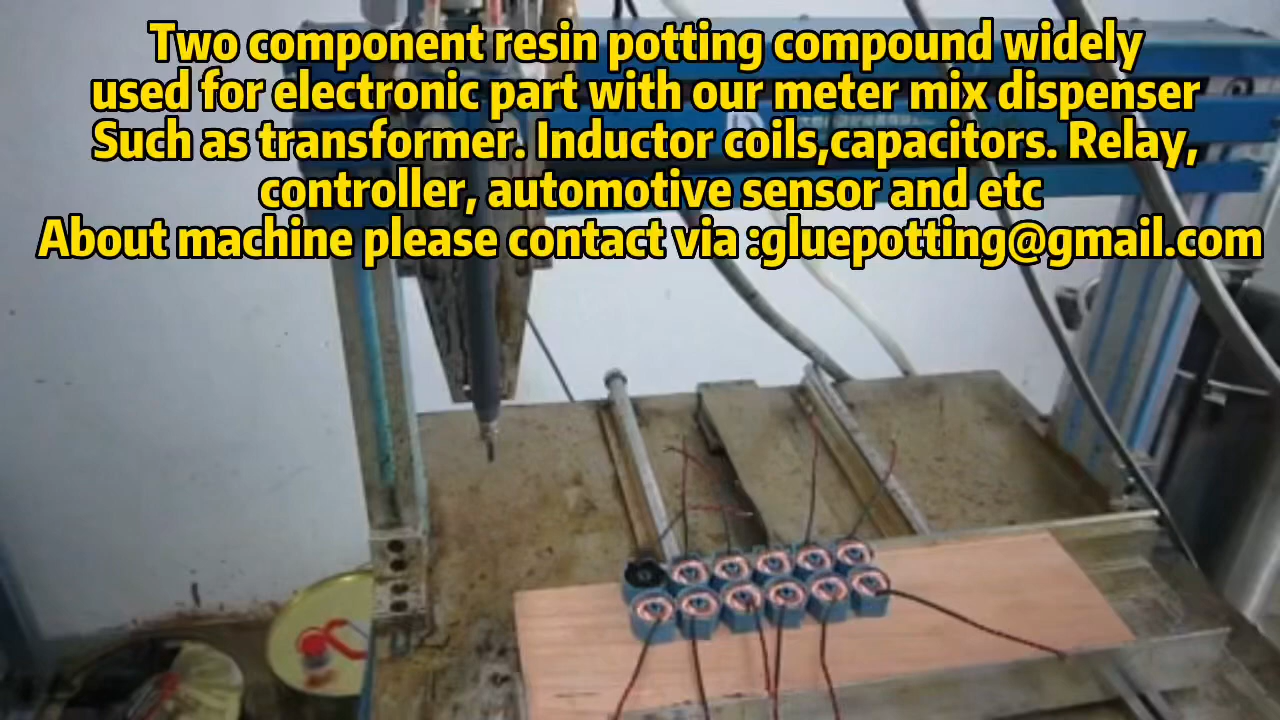 Two component resin potting compound widely
used for electronic part with our meter mix dispenser
Such as transformer. Inductor coils,capacitors. Relay,
controller, automotive sensor and etc
About machine please contact via :gluepotting@gmail.com